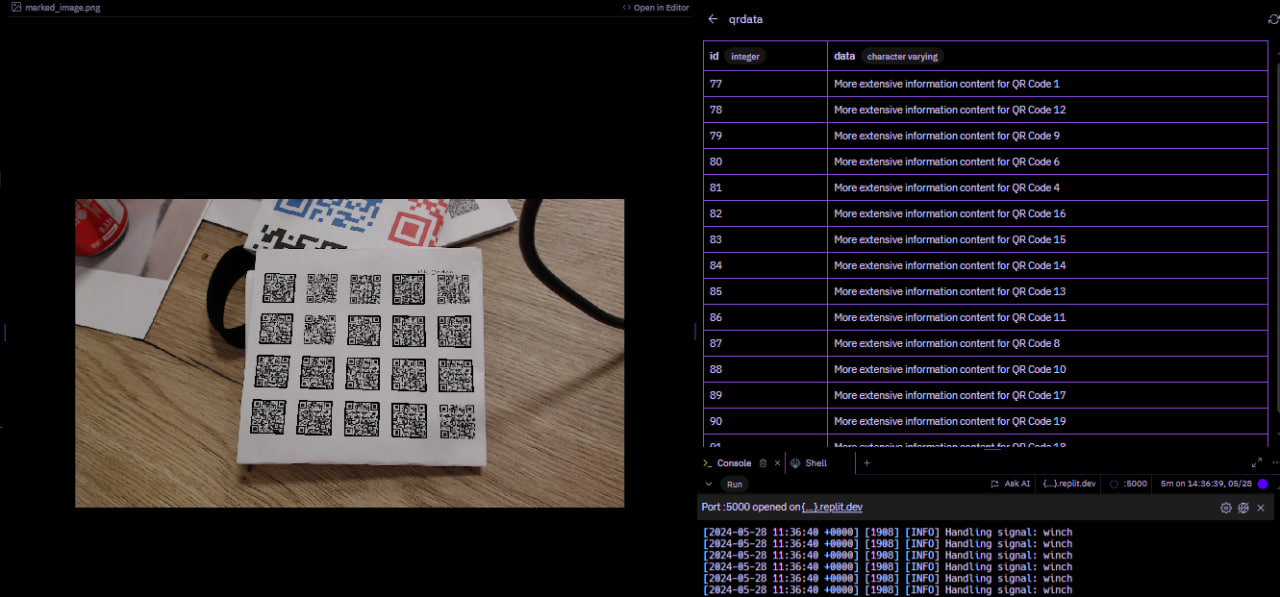 marked_image.png
Open in Editor
qrdata
id integer data character varying
77 More extensive information content for QR Code 1
78 More extensive information content for QR Code 12
79 More extensive information content for QR Code 9
80 More extensive information content for QR Code 6
81 More extensive information content for QR Code 4
82 More extensive information content for QR Code 16
83 More extensive information content for QR Code 15
84 More extensive information content for QR Code 14
85 More extensive information content for QR Code 13
86 More extensive information content for QR Code 11
87 More extensive information content for QR Code 8
88 More extensive information content for QR Code 10
89 More extensive information content for QR Code 17
90 More extensive information content for QR Code 19
91 More extensive information content for QR Code 18
Console Shell
Run Ask AI {...}.replit.dev :5000 6m on 14:36:39, 05/28
Port :5000 opened on {...}.replit.dev
[2024-05-28 11:36:40 +0000] [1908] [INFO] Handling signal: winch
[2024-05-28 11:36:40 +0000] [1908] [INFO] Handling signal: winch
[2024-05-28 11:36:40 +0000] [1908] [INFO] Handling signal: winch
[2024-05-28 11:36:40 +0000] [1908] [INFO] Handling signal: winch
[2024-05-28 11:36:40 +0000] [1908] [INFO] Handling signal: winch
[2024-05-28 11:36:40 +0000] [1908] [INFO] Handling signal: winch